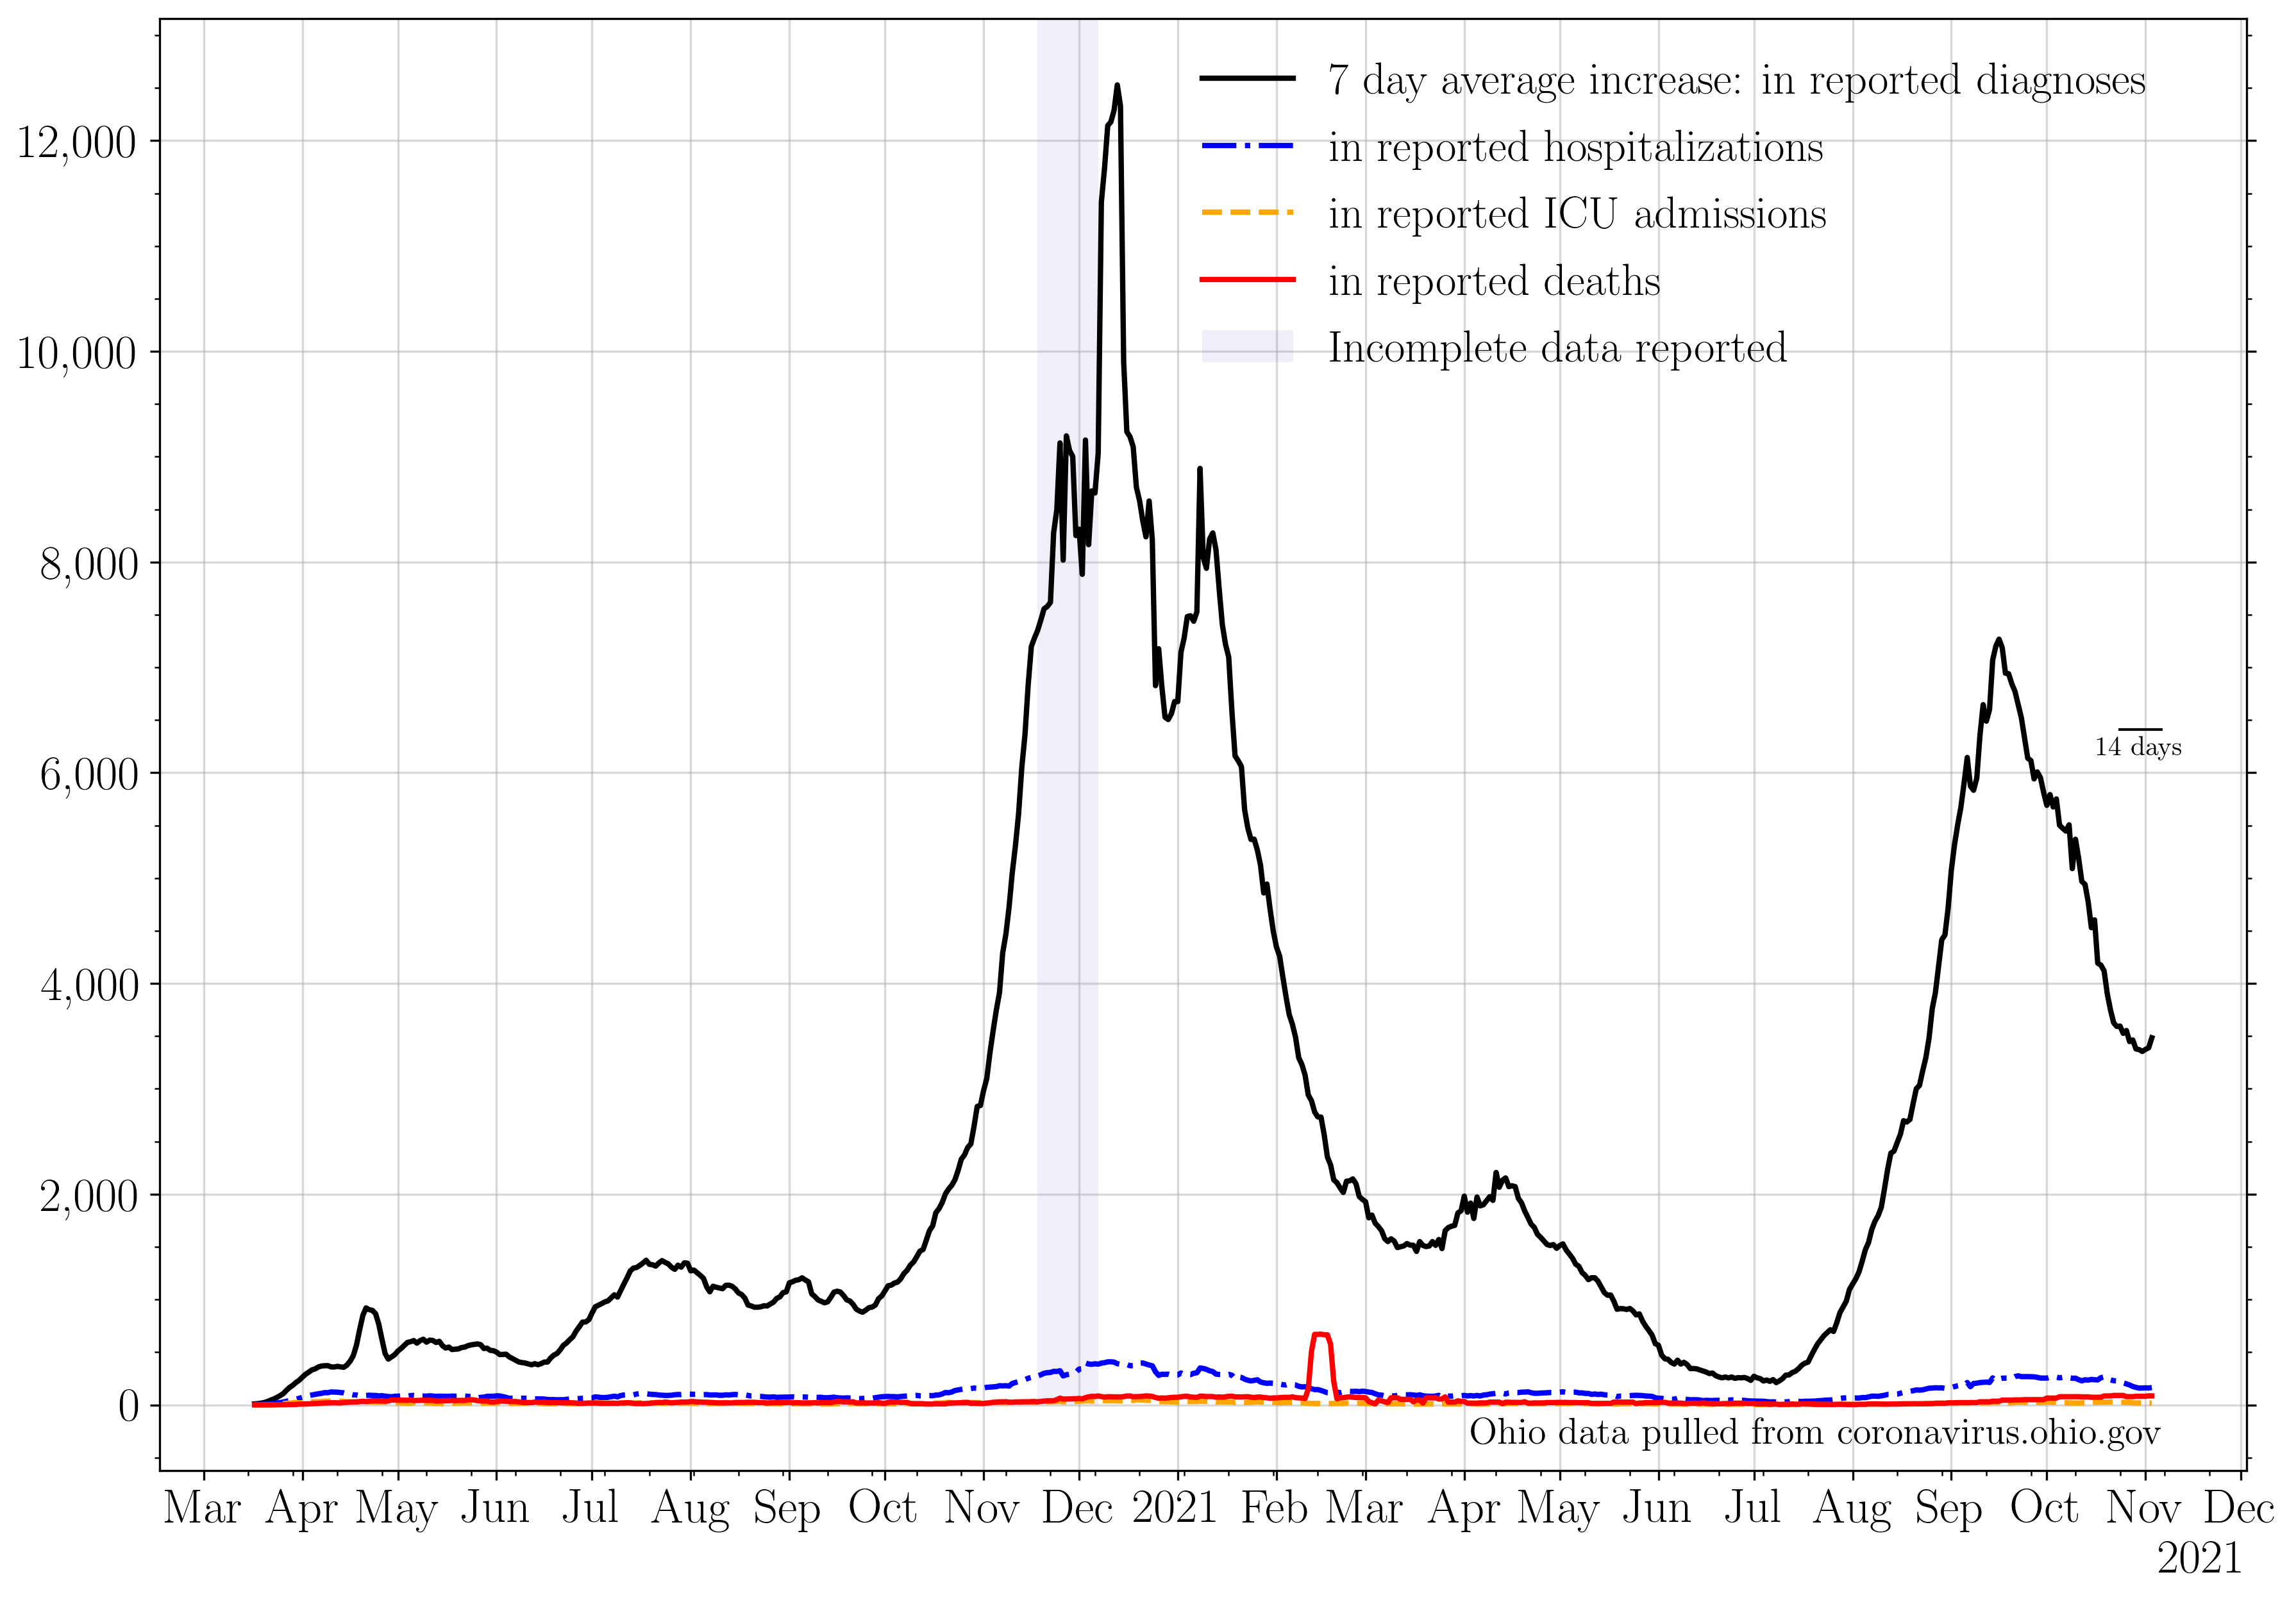 7 day average increase: in reported diagnoses
in reported hospitalizations
in reported ICU admissions
in reported deaths
Incomplete data reported
12,000
10,000
8,000
6,000
4,000
2,000
0
14 days
Ohio data pulled from coronavirus.ohio.gov
Mar Apr May Jun Jul Aug Sep Oct Nov Dec 2021 Feb Mar Apr May Jun Jul Aug Sep Oct Nov Dec
2021